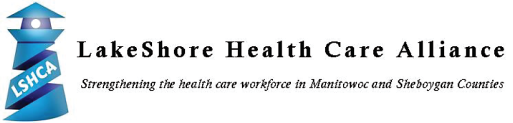 LSHCA
LakeShore Health Care Alliance
Strengthening the health care workforce in Manitowoc and Sheboygan Counties